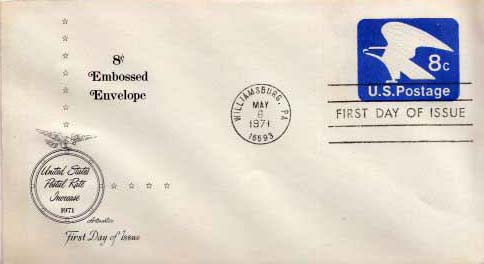 8¢
Embossed
Envelope
United States
Postal Rate
Increase
1971
Artmaster
First Day of Issue
WILLIAMSBURG, PA
MAY
6
1971
16693
8c
U.S. Postage
FIRST DAY OF ISSUE